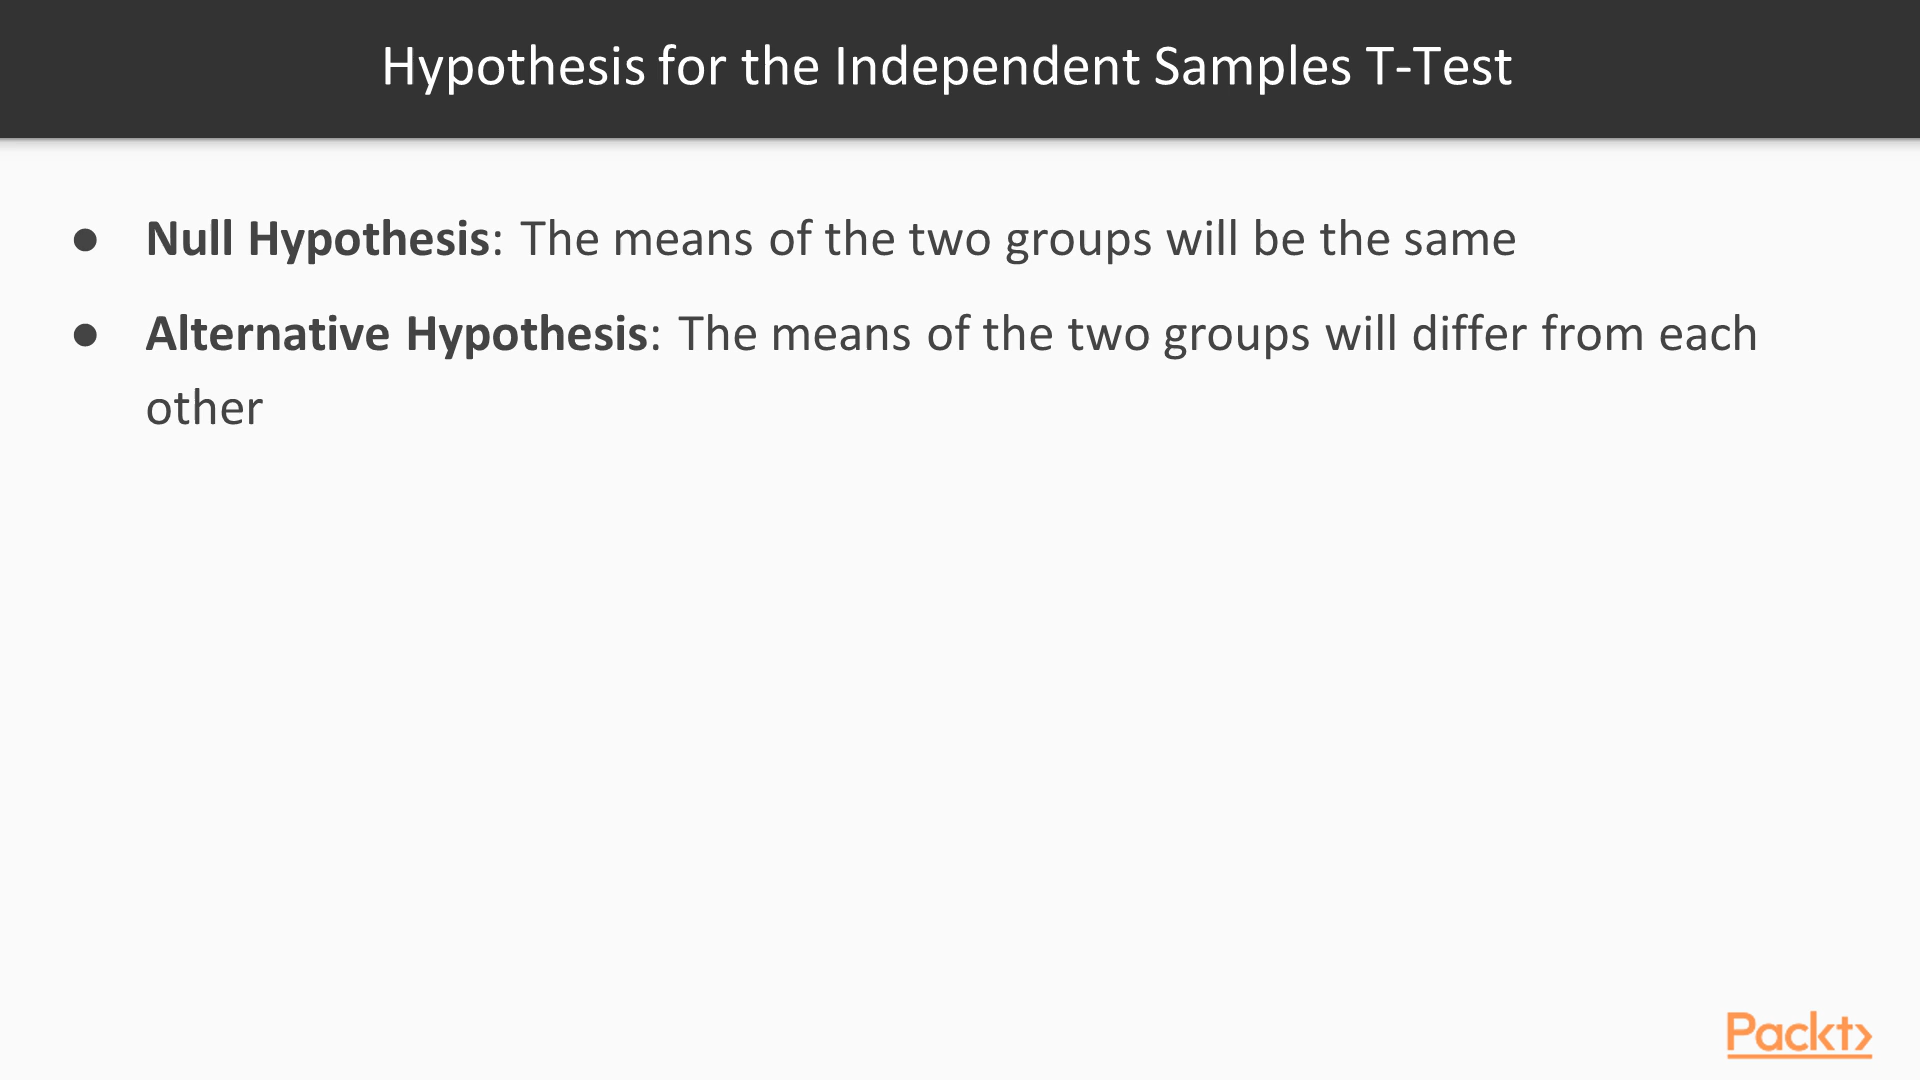 Hypothesis for the Independent Samples T-Test
● Null Hypothesis: The means of the two groups will be the same
● Alternative Hypothesis: The means of the two groups will differ from each
other
Packt>